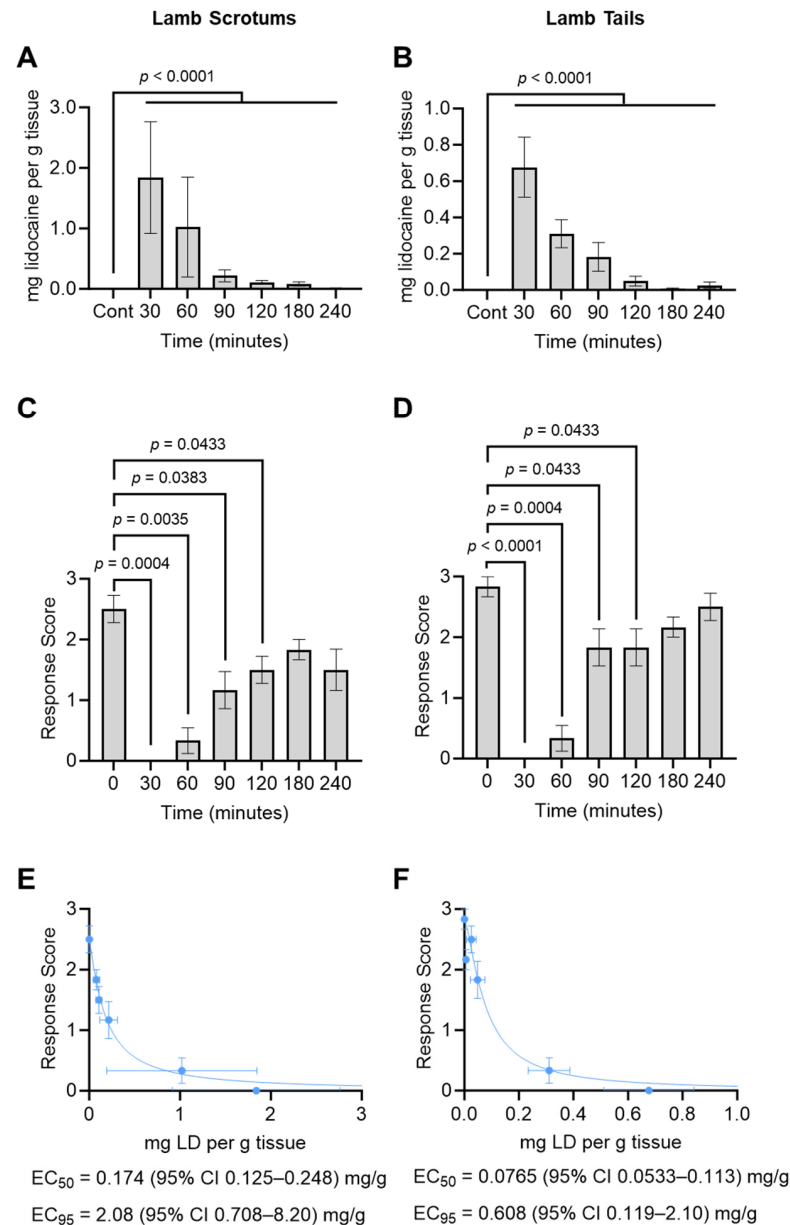 Lamb Scrotums
Lamb Tails
A
p < 0.0001
mg lidocaine per g tissue
3.0
2.0
1.0
0.0
Cont 30 60 90 120 180 240
Time (minutes)
B
p < 0.0001
mg lidocaine per g tissue
1.0
0.8
0.6
0.4
0.2
0.0
Cont 30 60 90 120 180 240
Time (minutes)
C
p = 0.0433
p = 0.0383
p = 0.0035
p = 0.0004
Response Score
3
2
1
0
0 30 60 90 120 180 240
Time (minutes)
D
p = 0.0433
p = 0.0433
p = 0.0004
p < 0.0001
Response Score
3
2
1
0
0 30 60 90 120 180 240
Time (minutes)
E
Response Score
3
2
1
0
0 1 2 3
mg LD per g tissue
EC50 = 0.174 (95% CI 0.125–0.248) mg/g
EC95 = 2.08 (95% CI 0.708–8.20) mg/g
F
Response Score
3
2
1
0
0.0 0.2 0.4 0.6 0.8 1.0
mg LD per g tissue
EC50 = 0.0765 (95% CI 0.0533–0.113) mg/g
EC95 = 0.608 (95% CI 0.119–2.10) mg/g